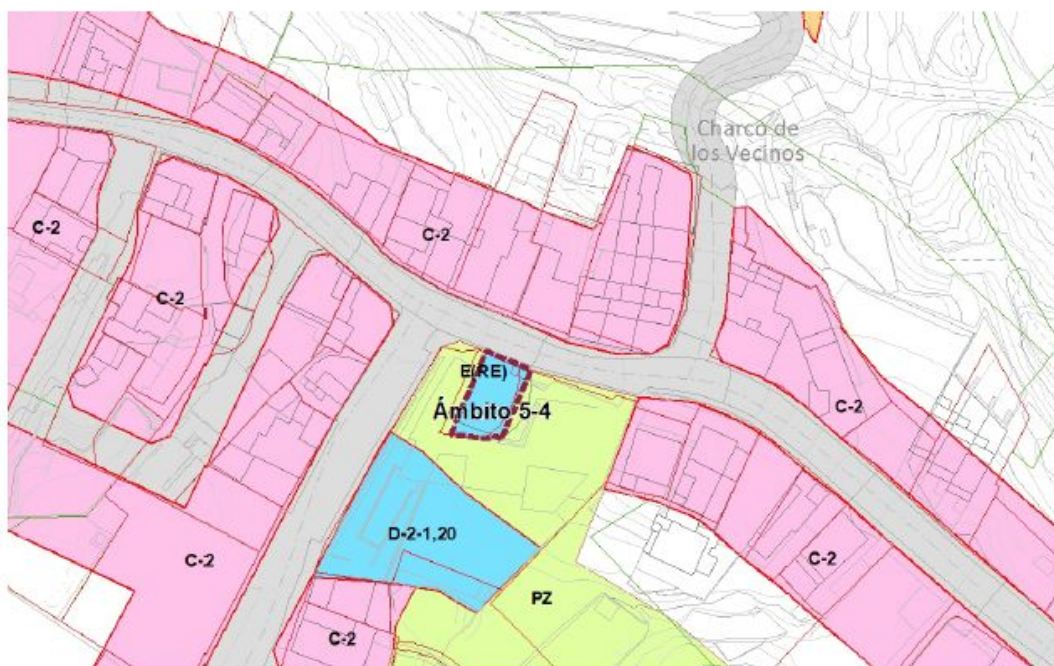 Charco de
los Vecinos
C-2
C-2
C-2
E(RE)
Ámbito 5-4
C-2
D-2-1,20
C-2
C-2
PZ
C-2